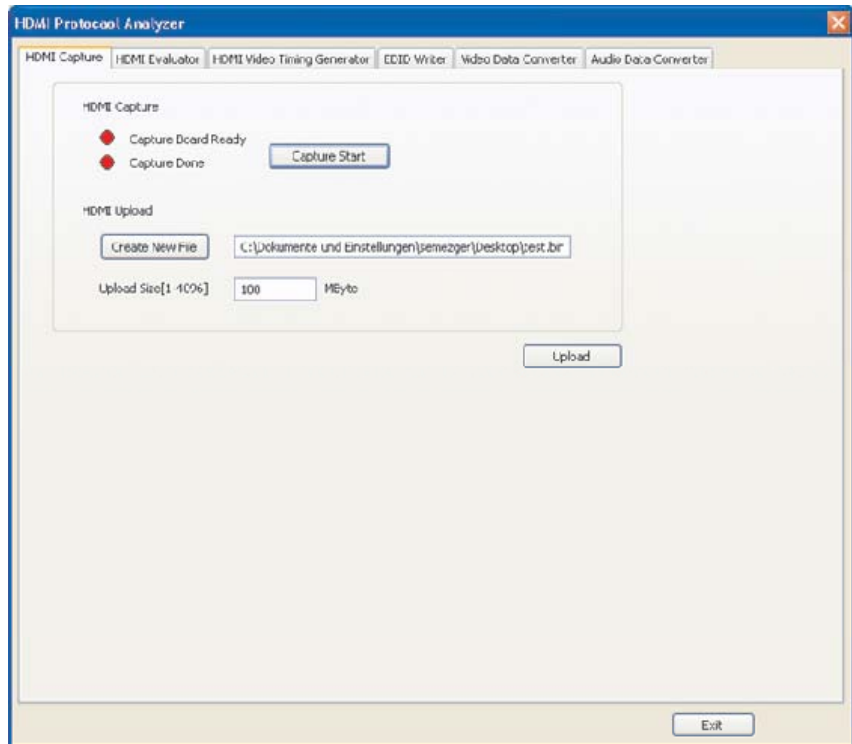 HDMI Protocaol Analyzer
HDMI Capture HDMI Evaluator HDMI Video Timing Generator EDID Writer Video Data Converter Audio Data Converter
HDMI Capture
Capture Board Ready
Capture Done
Capture Start
HDMI Upload
Create New File C:\Dokumente und Einstellungen\semezger\Desktop\test.bin
Upload Size[1-4096] 100 MByte
Upload
Exit